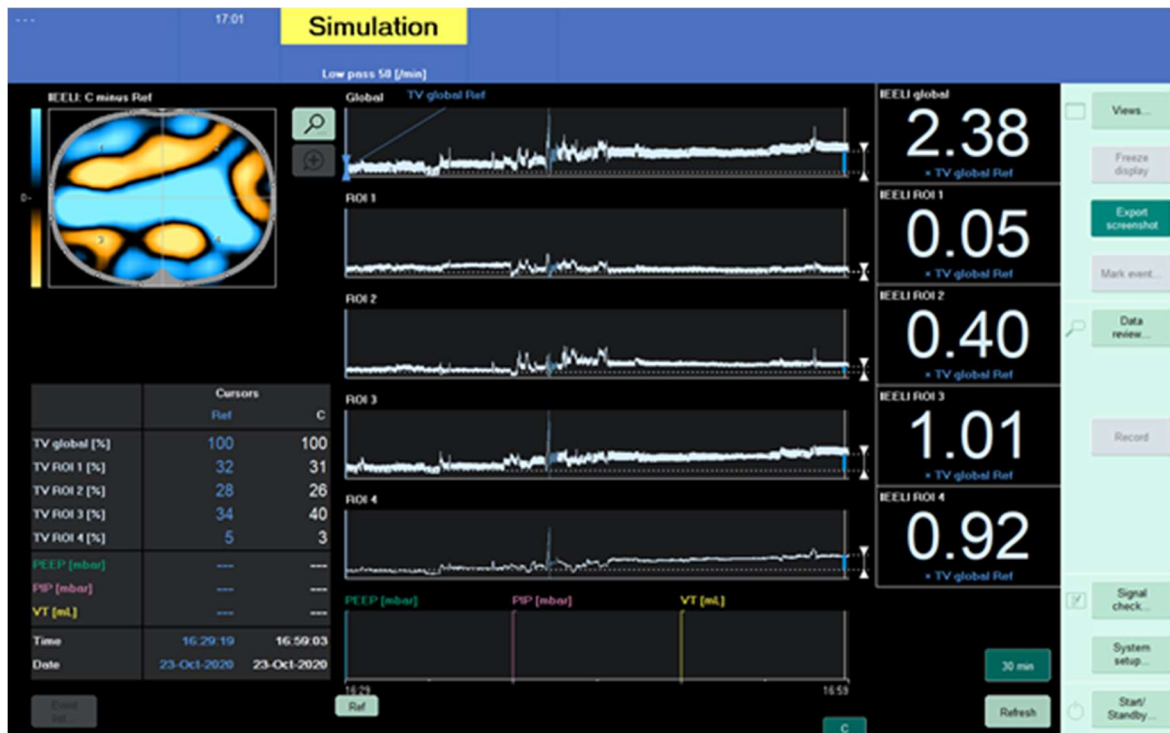 --- 17:01 Simulation
Low pass 50 [/min]
IEELI: C minus Ref
Global TV global Ref
IEELI global
2.38
× TV global Ref
1
2
3
4
0-
ROI 1
IEELI ROI 1
0.05
× TV global Ref
ROI 2
IEELI ROI 2
0.40
× TV global Ref
ROI 3
IEELI ROI 3
1.01
× TV global Ref
ROI 4
IEELI ROI 4
0.92
× TV global Ref
Cursors
Ref C
TV global [%] 100 100
TV ROI 1 [%] 32 31
TV ROI 2 [%] 28 26
TV ROI 3 [%] 34 40
TV ROI 4 [%] 5 3
PEEP [mbar] --- ---
PIP [mbar] --- ---
VT [mL] --- ---
Time 16:29:19 16:59:03
Date 23-Oct-2020 23-Oct-2020
Event
list...
PEEP [mbar] PIP [mbar] VT [mL]
16:29 16:59
Ref
C
30 min
Refresh
Views...
Freeze
display
Export
screenshot
Mark event...
Data
review...
Record
Signal
check...
System
setup...
Start/
Standby...